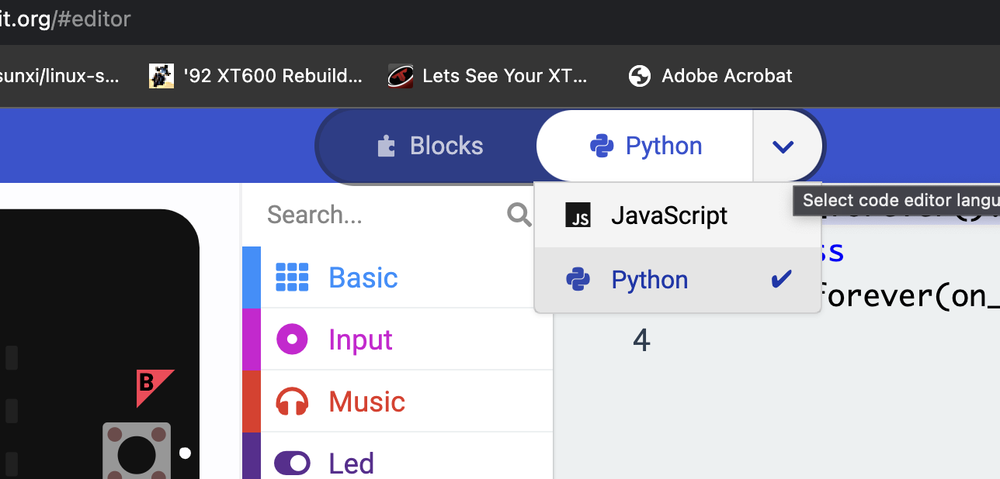 it.org/#editor
sunxi/linux-s...
'92 XT600 Rebuild...
Lets See Your XT...
Adobe Acrobat
Blocks
Python
Select code editor langu
Search...
JS JavaScript
Python
ss
forever(on_
4
Basic
Input
Music
Led
B